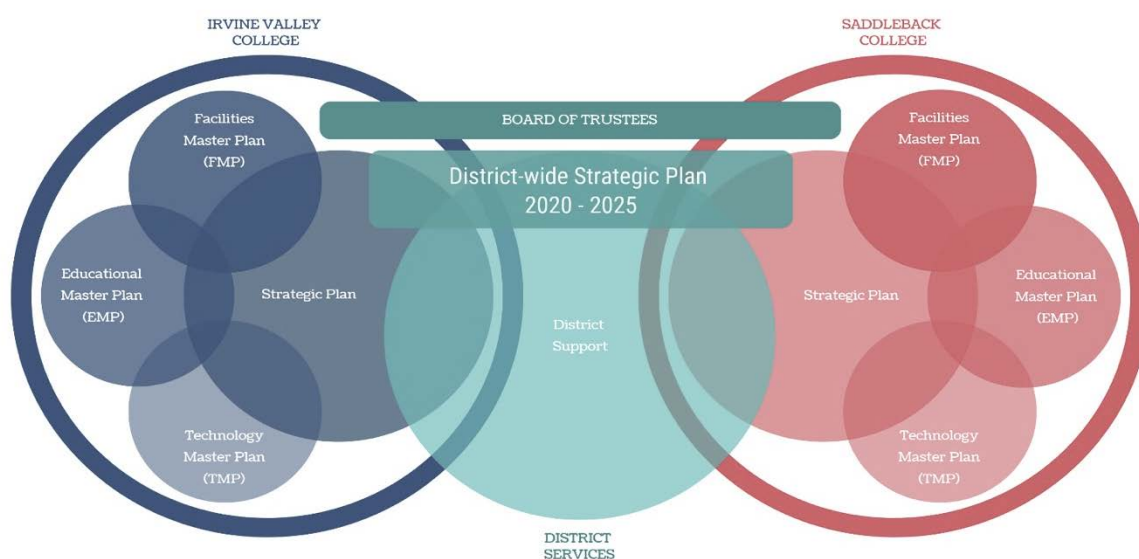 IRVINE VALLEY
COLLEGE
SADDLEBACK
COLLEGE
BOARD OF TRUSTEES
District-wide Strategic Plan
2020 - 2025
Facilities
Master Plan
(FMP)
Educational
Master Plan
(EMP)
Strategic Plan
Technology
Master Plan
(TMP)
District
Support
Facilities
Master Plan
(FMP)
Strategic Plan
Educational
Master Plan
(EMP)
Technology
Master Plan
(TMP)
DISTRICT
SERVICES